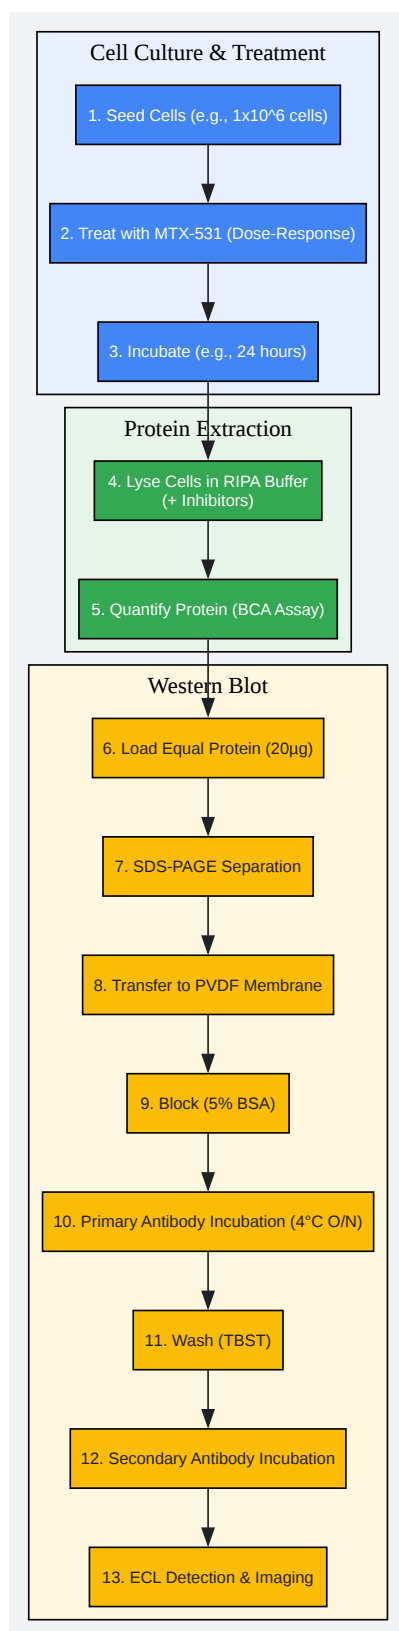 Cell Culture & Treatment
1. Seed Cells (e.g., 1x10^6 cells)
2. Treat with MTX-531 (Dose-Response)
3. Incubate (e.g., 24 hours)
Protein Extraction
4. Lyse Cells in RIPA Buffer
(+ Inhibitors)
5. Quantify Protein (BCA Assay)
Western Blot
6. Load Equal Protein (20µg)
7. SDS-PAGE Separation
8. Transfer to PVDF Membrane
9. Block (5% BSA)
10. Primary Antibody Incubation (4°C O/N)
11. Wash (TBST)
12. Secondary Antibody Incubation
13. ECL Detection & Imaging